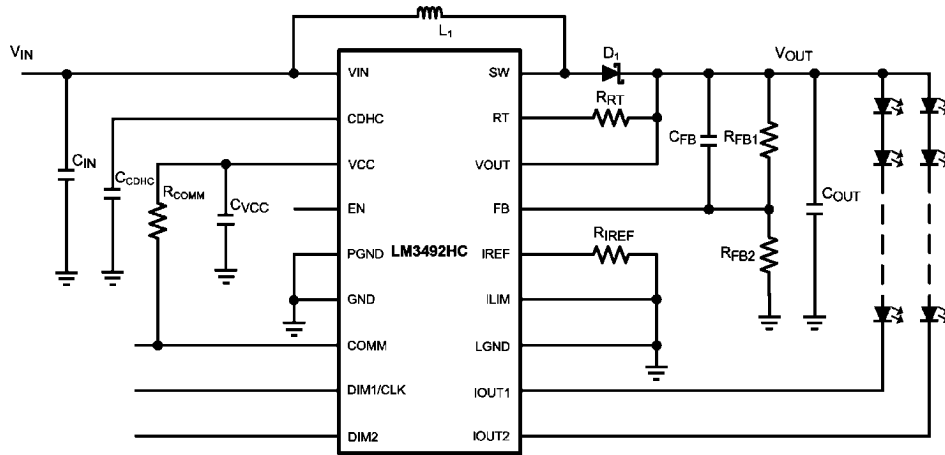 L1
VIN
D1
VOUT
VIN
SW
RRT
CDHC
RT
CFB
RFB1
CIN
CCDHC
RCOMM
VCC
VOUT
CVCC
COUT
EN
FB
RIREF
RFB2
PGND
LM3492HC
IREF
GND
ILIM
COMM
LGND
DIM1/CLK
IOUT1
DIM2
IOUT2